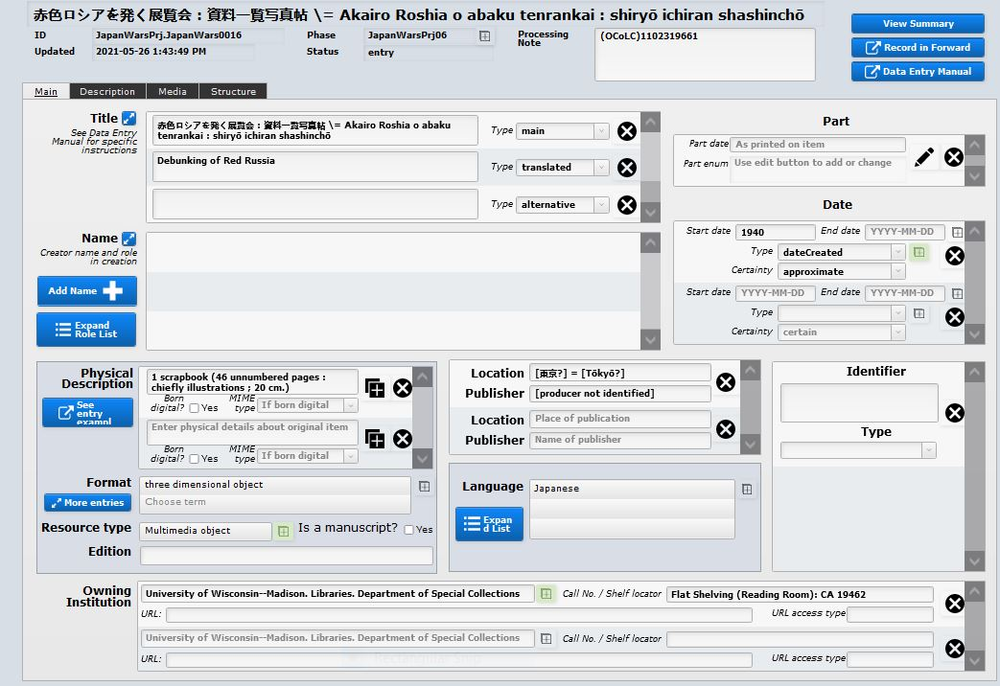 赤色ロシアを発く展覧会 : 資料一覧写真帖 \= Akairo Roshia o abaku tenrankai : shiryō ichiran shashinchō
ID JapanWarsPrj.JapanWars0016 Phase JapanWarsPrj06 Processing Note (OCoLC)1102319661
Updated 2021-05-26 1:43:49 PM Status entry
View Summary
Record in Forward
Data Entry Manual
Main Description Media Structure
Title
See Data Entry
Manual for specific
instructions
赤色ロシアを発く展覧会 : 資料一覧写真帖 \= Akairo Roshia o abaku
tenrankai : shiryō ichiran shashinchō
Type main
Debunking of Red Russia
Type translated
Type alternative
Part
Part date As printed on item
Part enum Use edit button to add or change
Date
Start date 1940 End date YYYY-MM-DD
Type dateCreated
Certainty approximate
Start date YYYY-MM-DD End date YYYY-MM-DD
Type
Certainty certain
Name
Creator name and role
in creation
Add Name
Expand
Role List
Physical
Description
See
entry
exampl
1 scrapbook (46 unnumbered pages :
chiefly illustrations ; 20 cm.)
Born
digital? Yes MIME
type If born digital
Enter physical details about original item
Born
digital? Yes MIME
type If born digital
Format three dimensional object
More entries Choose term
Resource type Multimedia object Is a manuscript? Yes
Edition
Location [東京?] = [Tōkyō?]
Publisher [producer not identified]
Location Place of publication
Publisher Name of publisher
Language Japanese
Expan
d List
Identifier
Type
Owning
Institution
University of Wisconsin--Madison. Libraries. Department of Special Collections Call No. / Shelf locator Flat Shelving (Reading Room): CA 19462
URL: URL access type
University of Wisconsin--Madison. Libraries. Department of Special Collections Call No. / Shelf locator
URL: URL access type
Rectangular Snip